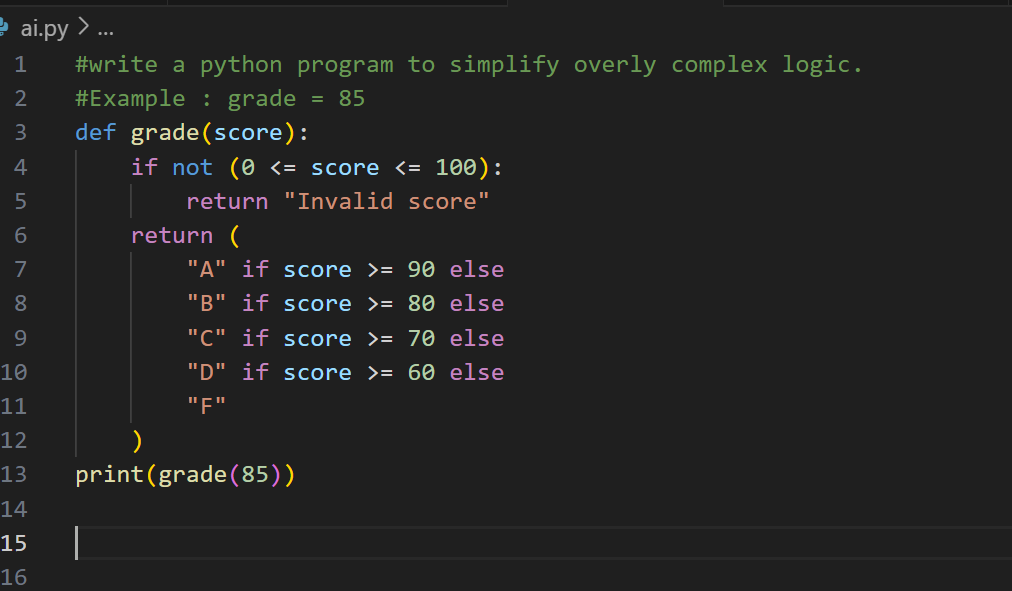 ai.py > ...
1 #write a python program to simplify overly complex logic.
2 #Example : grade = 85
3 def grade(score):
4     if not (0 <= score <= 100):
5         return "Invalid score"
6     return (
7         "A" if score >= 90 else
8         "B" if score >= 80 else
9         "C" if score >= 70 else
10         "D" if score >= 60 else
11         "F"
12     )
13 print(grade(85))
14
15
16